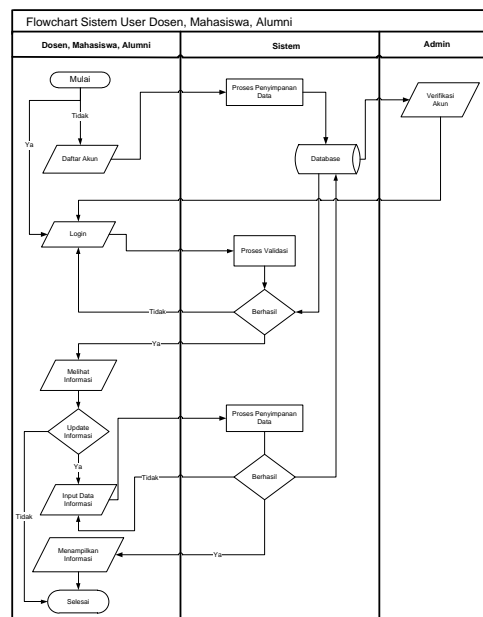 Flowchart Sistem User Dosen, Mahasiswa, Alumni
Dosen, Mahasiswa, Alumni
Sistem
Admin
Mulai
Tidak
Ya
Daftar Akun
Proses Penyimpanan
Data
Database
Verifikasi
Akun
Login
Proses Validasi
Berhasil
Tidak
Ya
Melihat
Informasi
Update
Informasi
Ya
Tidak
Input Data
Informasi
Proses Penyimpanan
Data
Berhasil
Tidak
Ya
Menampilkan
Informasi
Selesai